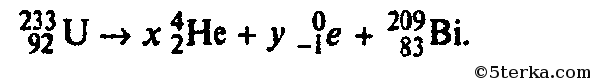 ²³³₉₂U → x ⁴₂He + y ⁰₋₁e + ²⁰⁹₈₃Bi.
©5terka.com